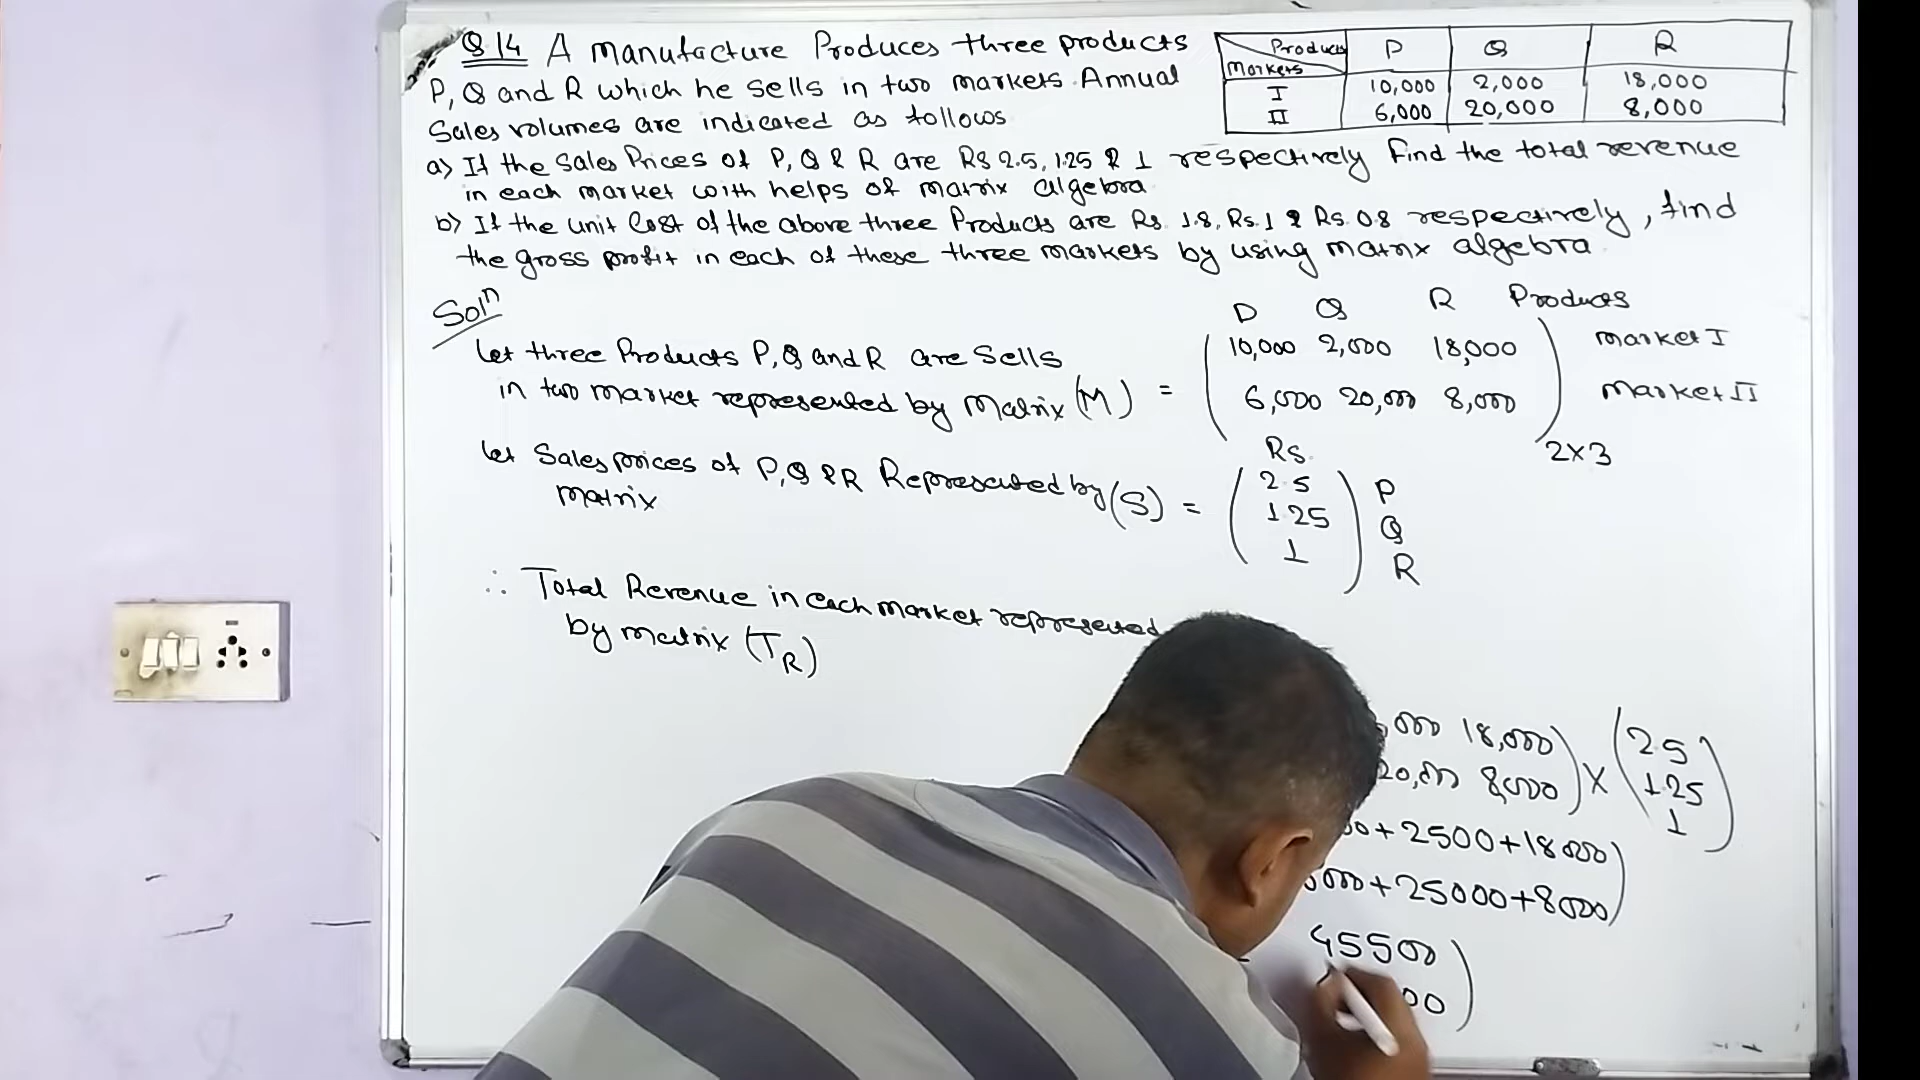 Q 14 A Manufacture Produces three products
P, Q and R which he sells in two markets. Annual
Sales volumes are indicated as follows
Products P Q R
Markets
I 10,000 2,000 18,000
II 6,000 20,000 8,000
a) If the Sales Prices of P, Q & R are Rs 2.5, 1.25 & 1 respectively Find the total revenue
in each market with helps of matrix algebra
b) If the unit Cost of the above three Products are Rs. 1.8, Rs. 1 & Rs. 0.8 respectively, find
the gross profit in each of these three markets by using matrix algebra.
Solⁿ
P Q R Products
Let three Products P, Q and R are Sells
10,000 2,000 18,000 market I
in two market represented by Matrix (M) = 6,000 20,000 8,000 market II
2x3
Rs.
Let Sales prices of P, Q & R Represented by (S) = 2.5 P
matrix
1.25 Q
1 R
∴ Total Revenue in each market represented
by matrix (T_R)
18,000) x (2.5
8,000 1.25
1
+2500+18000)
+25000+8000)
45500